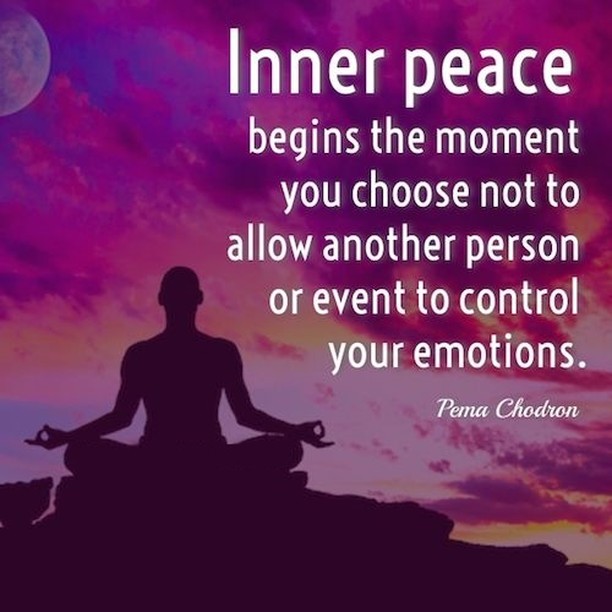 Inner peace
begins the moment
you choose not to
allow another person
or event to control
your emotions.
Pema Chodron